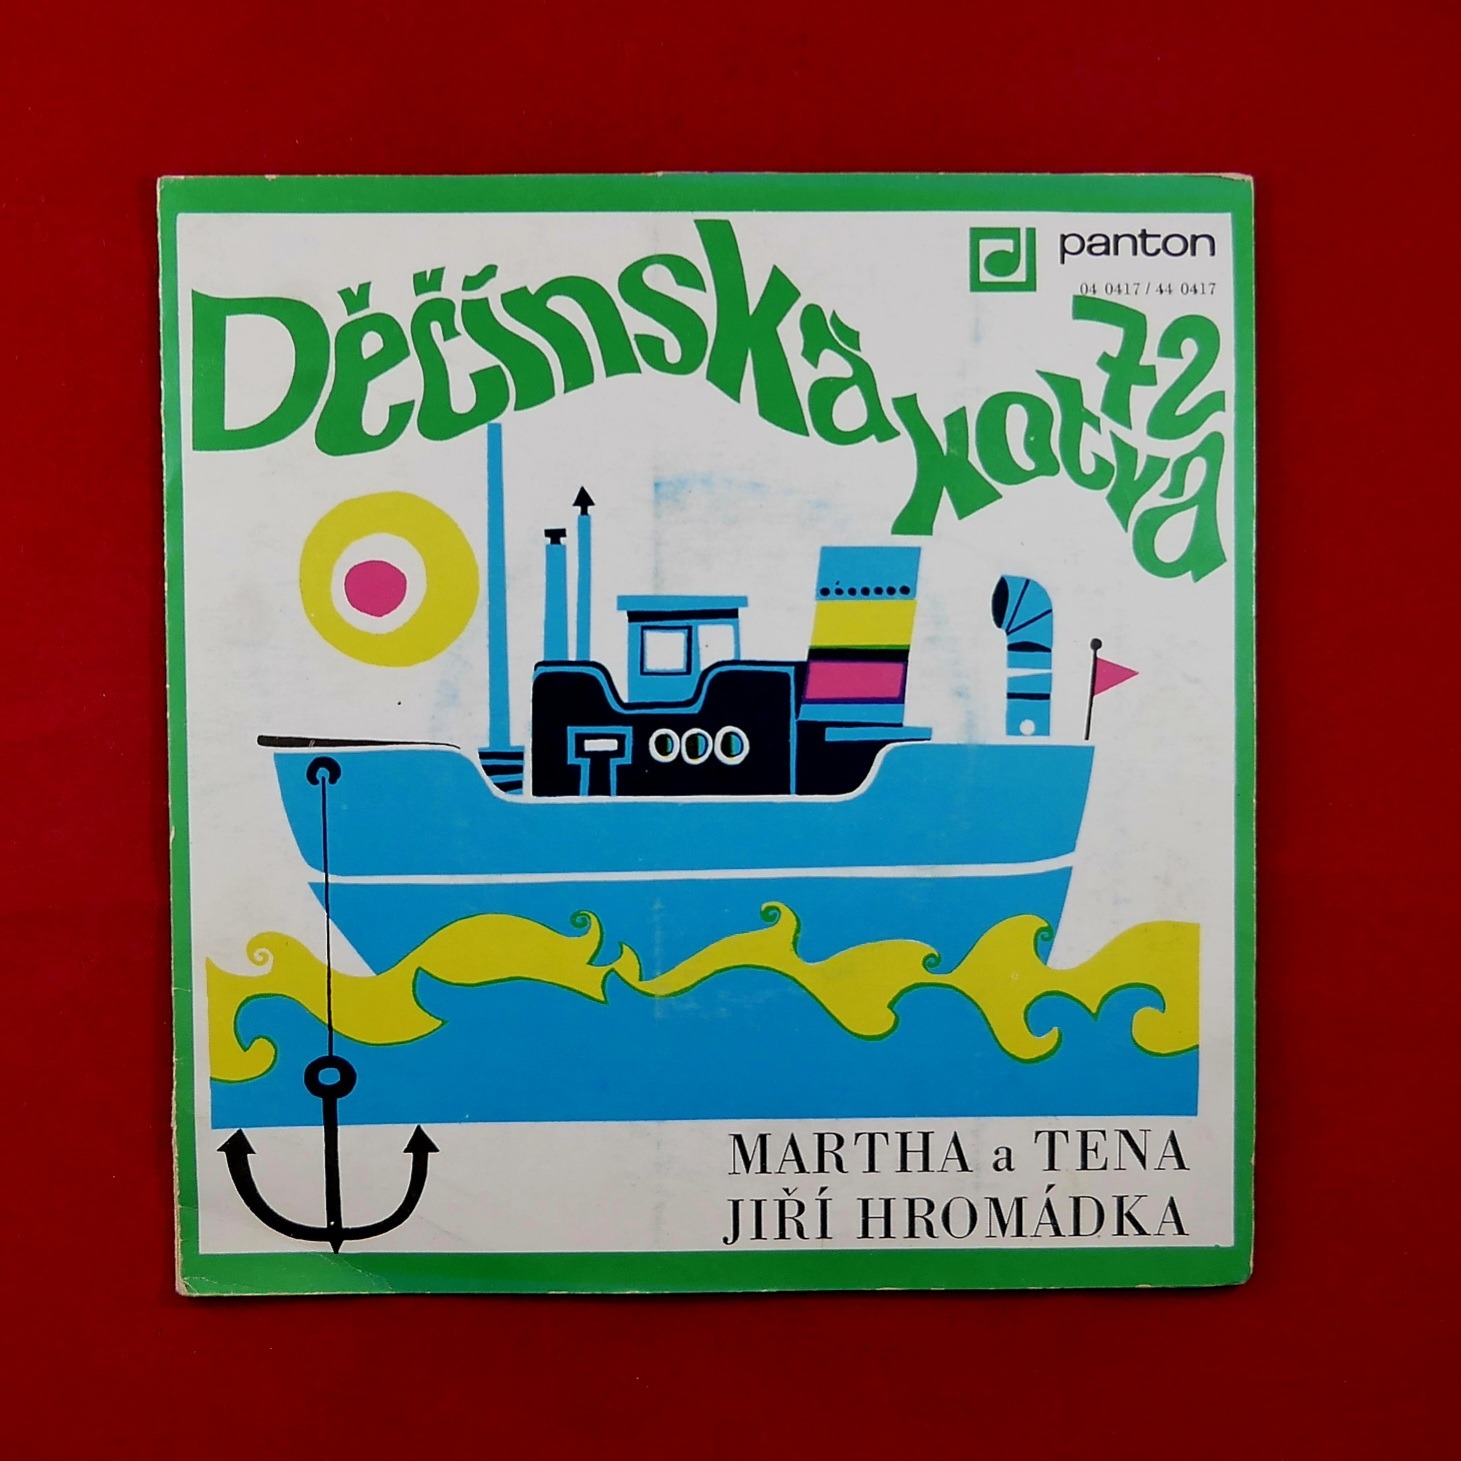 panton
04 0417 / 44 0417
Děčínská
kotva
72
MARTHA a TENA
JIŘÍ HROMÁDKA